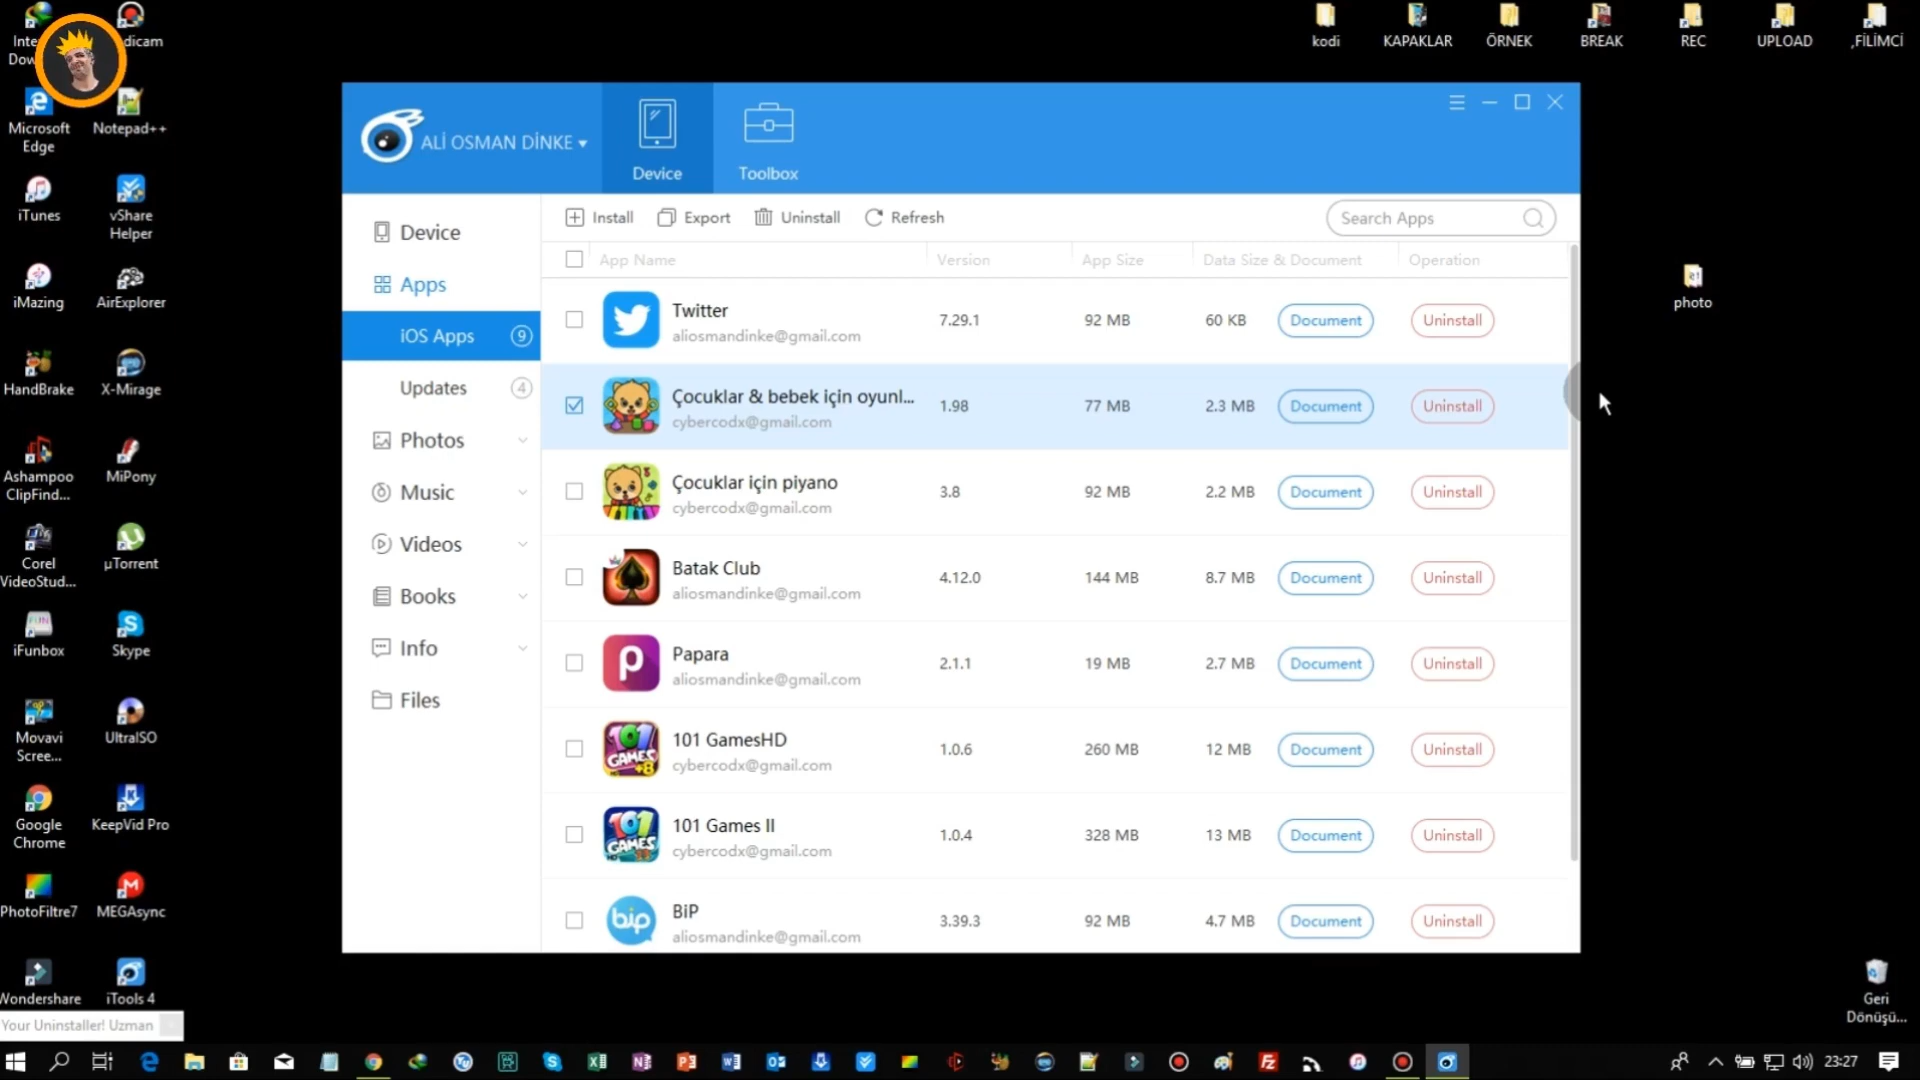 dicam
Microsoft
Edge
Notepad++
iTunes
vShare
Helper
iMazing
AirExplorer
HandBrake
X-Mirage
Ashampoo
ClipFind...
MiPony
Corel
VideoStud...
µTorrent
iFunbox
Skype
Movavi
Scree...
UltraISO
Google
Chrome
KeepVid Pro
PhotoFiltre7
MEGAsync
Wondershare
iTools 4
Your Uninstaller! Uzman
kodi
KAPAKLAR
ÖRNEK
BREAK
REC
UPLOAD
,FİLİMCİ
photo
Geri
Dönüşü...
ALİ OSMAN DİNKE
Device
Toolbox
Device
Apps
iOS Apps 9
Updates 4
Photos
Music
Videos
Books
Info
Files
Install Export Uninstall Refresh
Search Apps
App Name Version App Size Data Size & Document Operation
Twitter
aliosmandinke@gmail.com
7.29.1 92 MB 60 KB Document Uninstall
Çocuklar & bebek için oyunl...
cybercodx@gmail.com
1.98 77 MB 2.3 MB Document Uninstall
Çocuklar için piyano
cybercodx@gmail.com
3.8 92 MB 2.2 MB Document Uninstall
Batak Club
aliosmandinke@gmail.com
4.12.0 144 MB 8.7 MB Document Uninstall
Papara
aliosmandinke@gmail.com
2.1.1 19 MB 2.7 MB Document Uninstall
101 GamesHD
cybercodx@gmail.com
1.0.6 260 MB 12 MB Document Uninstall
101 Games II
cybercodx@gmail.com
1.0.4 328 MB 13 MB Document Uninstall
bip
BiP
aliosmandinke@gmail.com
3.39.3 92 MB 4.7 MB Document Uninstall
23:27